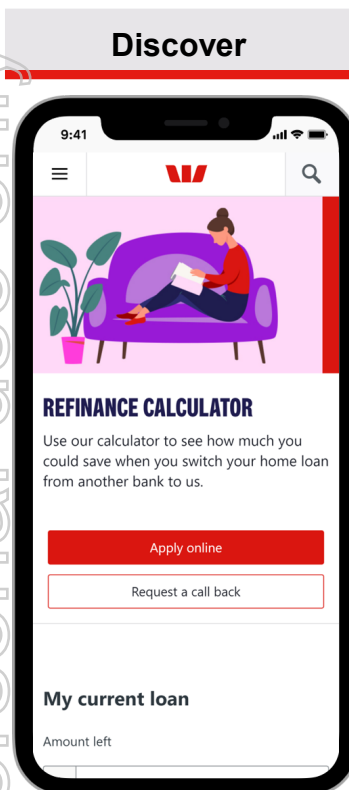 Discover
9:41
REFINANCE CALCULATOR
Use our calculator to see how much you
could save when you switch your home loan
from another bank to us.
Apply online
Request a call back
My current loan
Amount left